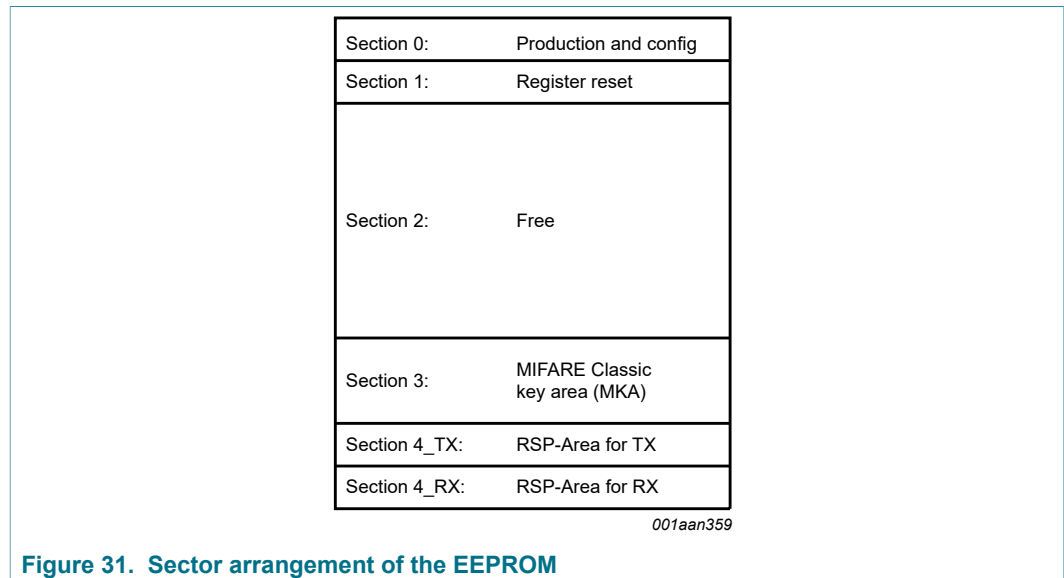 Section 0: Production and config
Section 1: Register reset
Section 2: Free
Section 3: MIFARE Classic
key area (MKA)
Section 4_TX: RSP-Area for TX
Section 4_RX: RSP-Area for RX
001aan359
Figure 31. Sector arrangement of the EEPROM